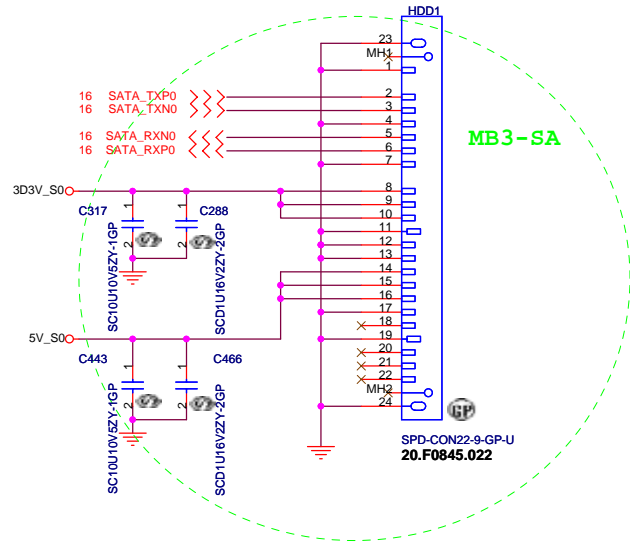 HDD1
23
MH1
1
16 SATA_TXP0
2
16 SATA_TXN0
3
4
MB3-SA
16 SATA_RXN0
5
16 SATA_RXP0
6
7
3D3V_S0
8
9
10
C317
C288
1
1
2
2
SC10U10V5ZY-1GP
SCD1U16V2ZY-2GP
11
12
13
14
15
16
17
18
5V_S0
19
20
21
22
C443
C466
1
1
2
2
SC10U10V5ZY-1GP
SCD1U16V2ZY-2GP
MH2
24
GP
SPD-CON22-9-GP-U
20.F0845.022